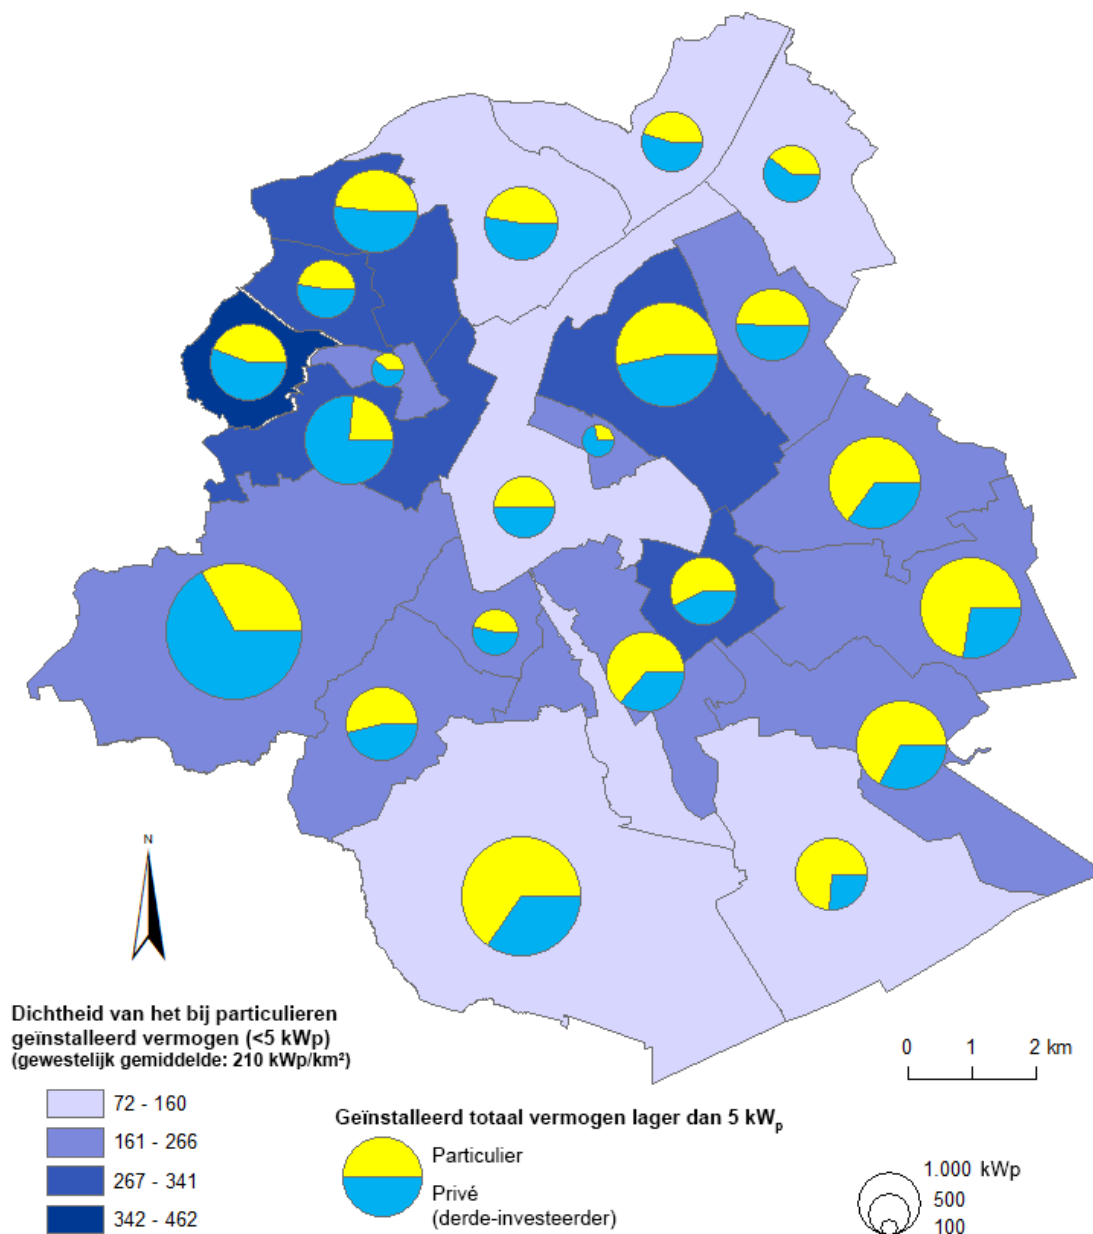 N
Dichtheid van het bij particulieren
geïnstalleerd vermogen (<5 kWp)
(gewestelijk gemiddelde: 210 kWp/km²)
72 - 160
161 - 266
267 - 341
342 - 462
Geïnstalleerd totaal vermogen lager dan 5 kWp
Particulier
Privé
(derde-investeerder)
0 1 2 km
1.000 kWp
500
100